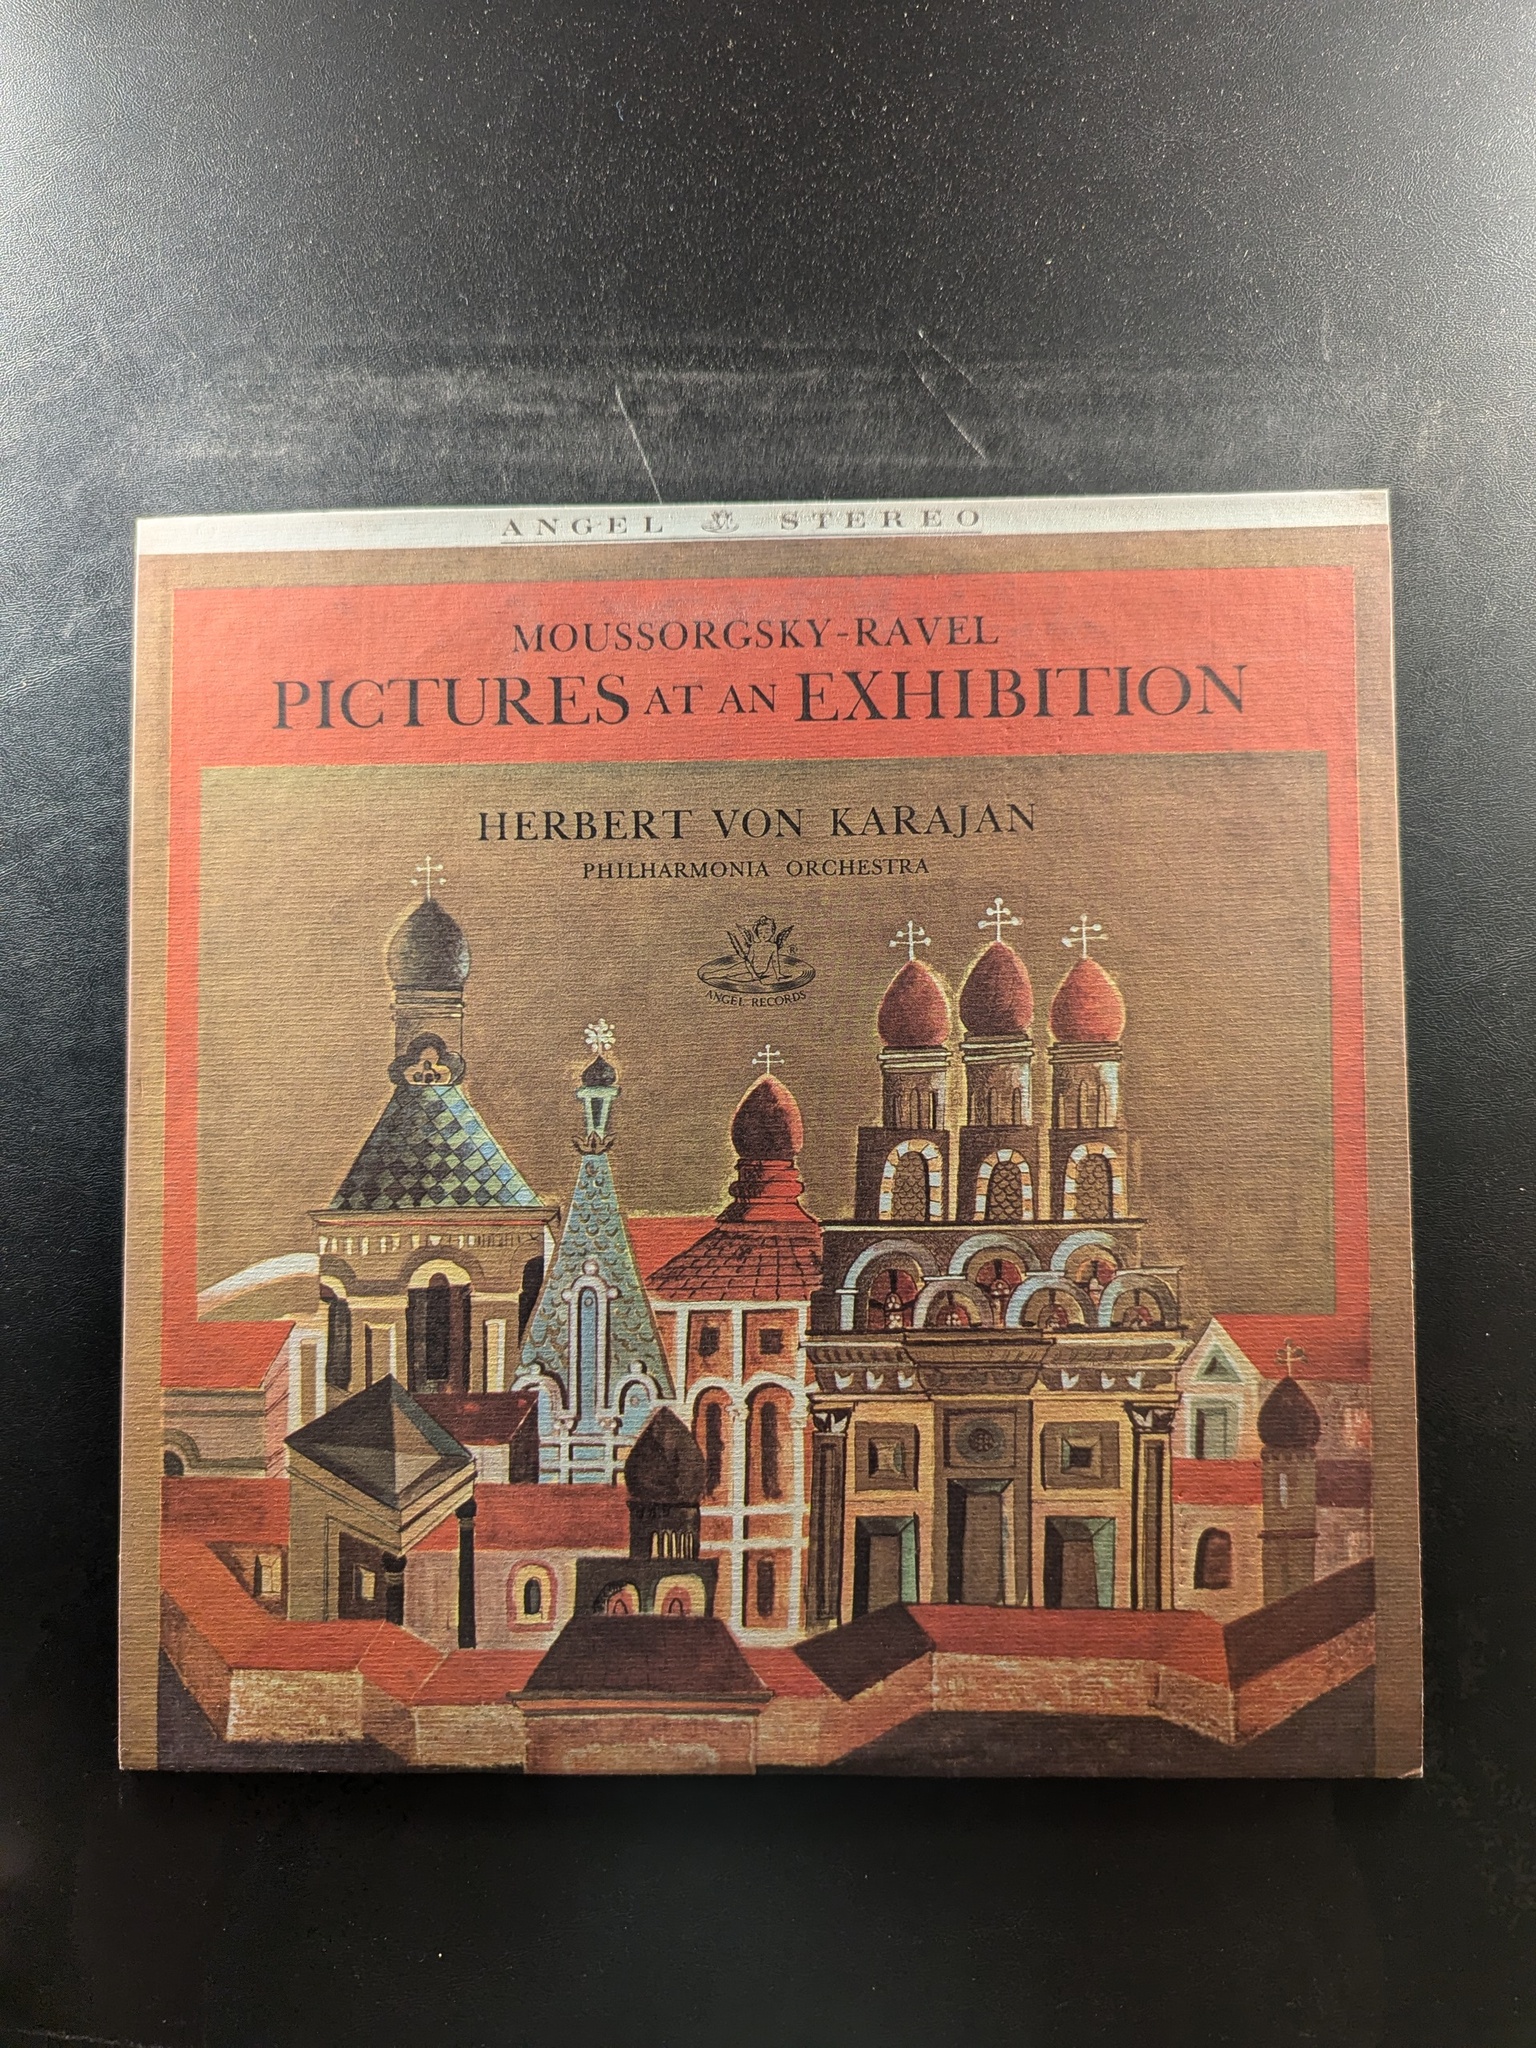 ANGEL STEREO
MOUSSORGSKY-RAVEL
PICTURES AT AN EXHIBITION
HERBERT VON KARAJAN
PHILHARMONIA ORCHESTRA
R
ANGEL RECORDS